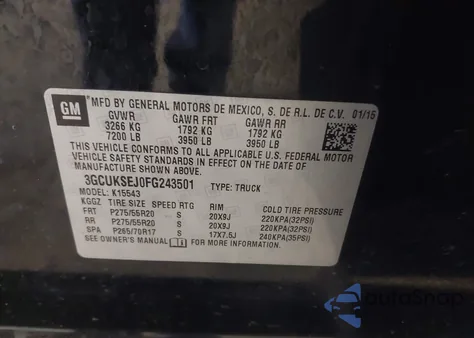 GM
MFD BY GENERAL MOTORS DE MEXICO, S. DE R.L. DE C.V. 01/15
GVWR GAWR FRT GAWR RR
3266 KG 1792 KG 1792 KG
7200 LB 3950 LB 3950 LB
THIS VEHICLE CONFORMS TO ALL APPLICABLE U.S. FEDERAL MOTOR
VEHICLE SAFETY, BUMPER, AND THEFT PREVENTION
STANDARDS IN EFFECT ON THE DATE OF
MANUFACTURE SHOWN ABOVE.
3GCUKSEJ0FG243501 TYPE: TRUCK
MODEL: K15543
KGGZ TIRE SIZE SPEED RTG RIM COLD TIRE PRESSURE
FRT P275/55R20 S 20X9J 220KPA(32PSI)
RR P275/55R20 S 20X9J 220KPA(32PSI)
SPA P265/70R17 S 17X7.5J 240KPA(35PSI)
SEE OWNER'S MANUAL FOR MORE INFORMATION.
AutoSnap